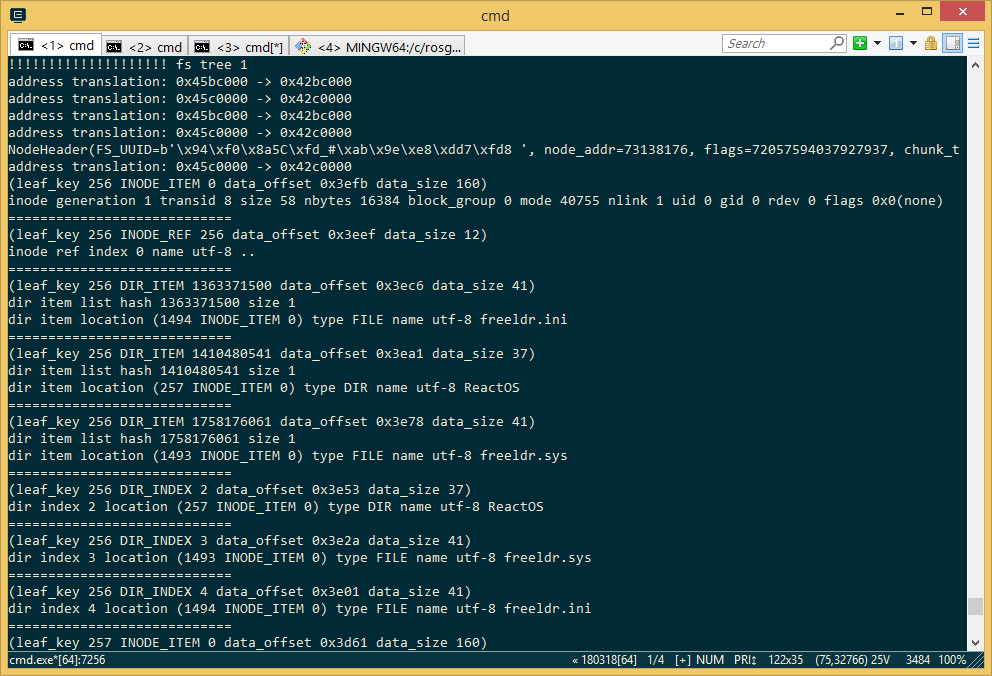 cmd
<1> cmd <2> cmd <3> cmd[*] <4> MINGW64:/c/rosg... Search
!!!!!!!!!!!!!!!!!!!! fs tree 1
address translation: 0x45bc000 -> 0x42bc000
address translation: 0x45c0000 -> 0x42c0000
address translation: 0x45bc000 -> 0x42bc000
address translation: 0x45c0000 -> 0x42c0000
NodeHeader(FS_UUID=b'\x94\xf0\x8a5C\xfd_#\xab\x9e\xe8\xdd7\xfd8 ', node_addr=73138176, flags=72057594037927937, chunk_t
address translation: 0x45c0000 -> 0x42c0000
(leaf_key 256 INODE_ITEM 0 data_offset 0x3efb data_size 160)
inode generation 1 transid 8 size 58 nbytes 16384 block_group 0 mode 40755 nlink 1 uid 0 gid 0 rdev 0 flags 0x0(none)
============================
(leaf_key 256 INODE_REF 256 data_offset 0x3eef data_size 12)
inode ref index 0 name utf-8 ..
============================
(leaf_key 256 DIR_ITEM 1363371500 data_offset 0x3ec6 data_size 41)
dir item list hash 1363371500 size 1
dir item location (1494 INODE_ITEM 0) type FILE name utf-8 freeldr.ini
============================
(leaf_key 256 DIR_ITEM 1410480541 data_offset 0x3ea1 data_size 37)
dir item list hash 1410480541 size 1
dir item location (257 INODE_ITEM 0) type DIR name utf-8 ReactOS
============================
(leaf_key 256 DIR_ITEM 1758176061 data_offset 0x3e78 data_size 41)
dir item list hash 1758176061 size 1
dir item location (1493 INODE_ITEM 0) type FILE name utf-8 freeldr.sys
============================
(leaf_key 256 DIR_INDEX 2 data_offset 0x3e53 data_size 37)
dir index 2 location (257 INODE_ITEM 0) type DIR name utf-8 ReactOS
============================
(leaf_key 256 DIR_INDEX 3 data_offset 0x3e2a data_size 41)
dir index 3 location (1493 INODE_ITEM 0) type FILE name utf-8 freeldr.sys
============================
(leaf_key 256 DIR_INDEX 4 data_offset 0x3e01 data_size 41)
dir index 4 location (1494 INODE_ITEM 0) type FILE name utf-8 freeldr.ini
============================
(leaf_key 257 INODE_ITEM 0 data_offset 0x3d61 data_size 160)
cmd.exe*[64]:7256 « 180318[64] 1/4 [+] NUM PRI↕ 122x35 (75,32766) 25V 3484 100%